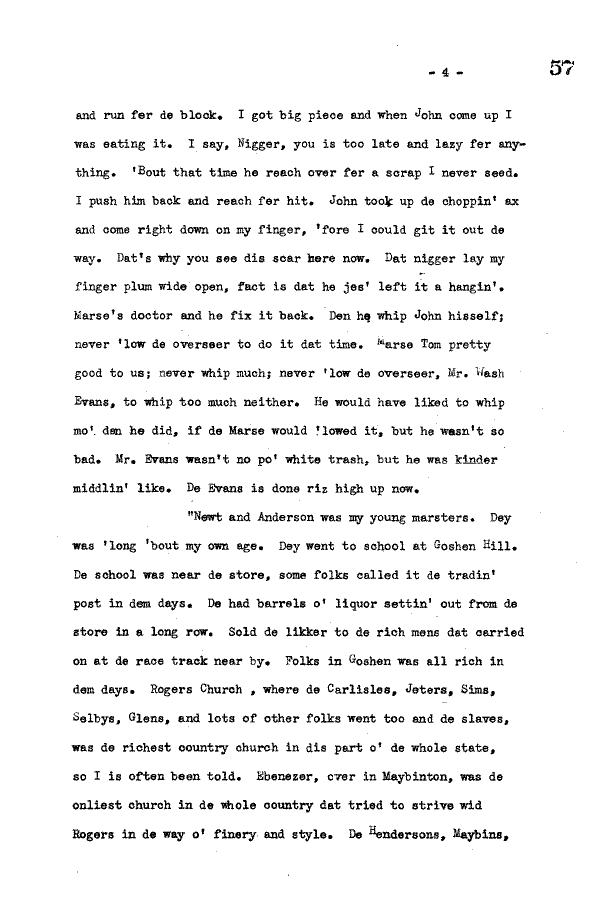 - 4 - 57
and run fer de block. I got big piece and when John come up I
was eating it. I say, Nigger, you is too late and lazy fer any-
thing. 'Bout that time he reach over fer a scrap I never seed.
I push him back and reach fer hit. John took up de choppin' ax
and come right down on my finger, 'fore I could git it out de
way. Dat's why you see dis scar here now. Dat nigger lay my
finger plum wide open, fact is dat he jes' left it a hangin'.
Marse's doctor and he fix it back. Den he whip John hisself;
never 'low de overseer to do it dat time. Marse Tom pretty
good to us; never whip much; never 'low de overseer, Mr. Wash
Evans, to whip too much neither. He would have liked to whip
mo'. den he did, if de Marse would 'lowed it, but he wasn't so
bad. Mr. Evans wasn't no po' white trash, but he was kinder
middlin' like. De Evans is done riz high up now.
"Newt and Anderson was my young marsters. Dey
was 'long 'bout my own age. Dey went to school at Goshen Hill.
De school was near de store, some folks called it de tradin'
post in dem days. De had barrels o' liquor settin' out from de
store in a long row. Sold de likker to de rich mens dat carried
on at de race track near by. Folks in Goshen was all rich in
dem days. Rogers Church , where de Carlisles, Jeters, Sims,
Selbys, Glens, and lots of other folks went too and de slaves,
was de richest country church in dis part o' de whole state,
so I is often been told. Ebenezer, over in Maybinton, was de
onliest church in de whole country dat tried to strive wid
Rogers in de way o' finery and style. De Hendersons, Maybins,